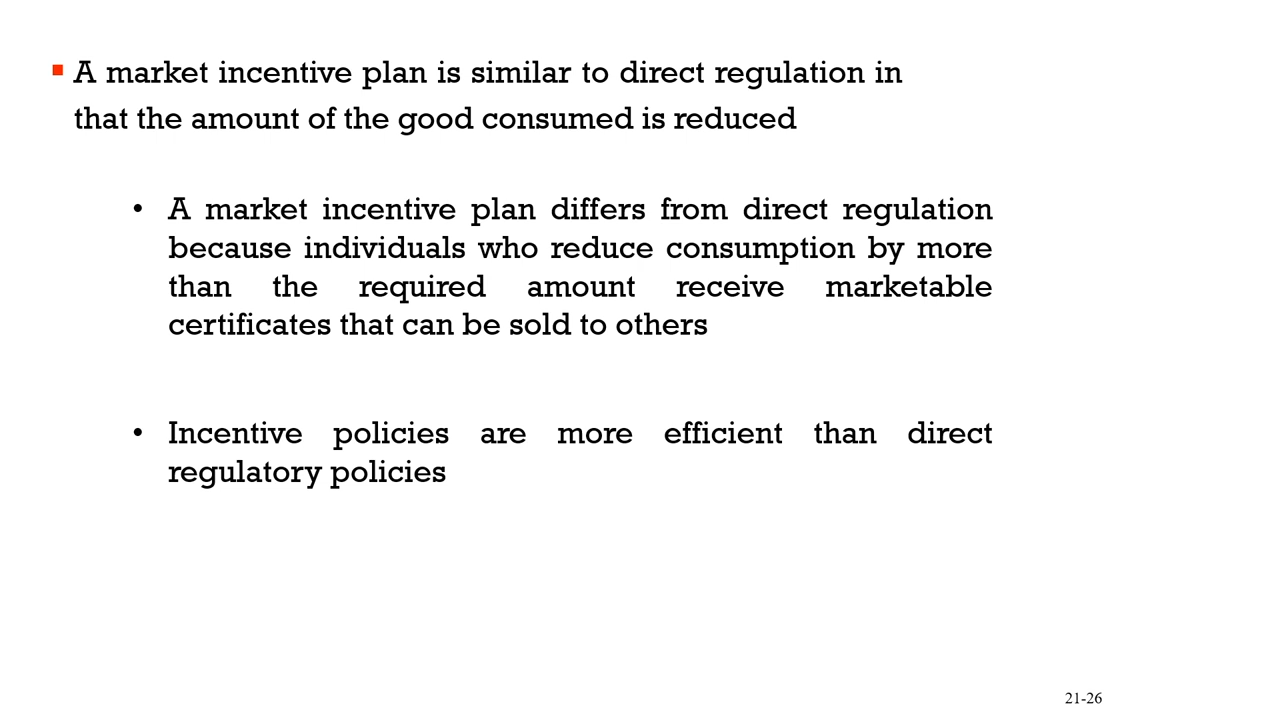 ▪ A market incentive plan is similar to direct regulation in
that the amount of the good consumed is reduced
• A market incentive plan differs from direct regulation
because individuals who reduce consumption by more
than the required amount receive marketable
certificates that can be sold to others
• Incentive policies are more efficient than direct
regulatory policies
21-26